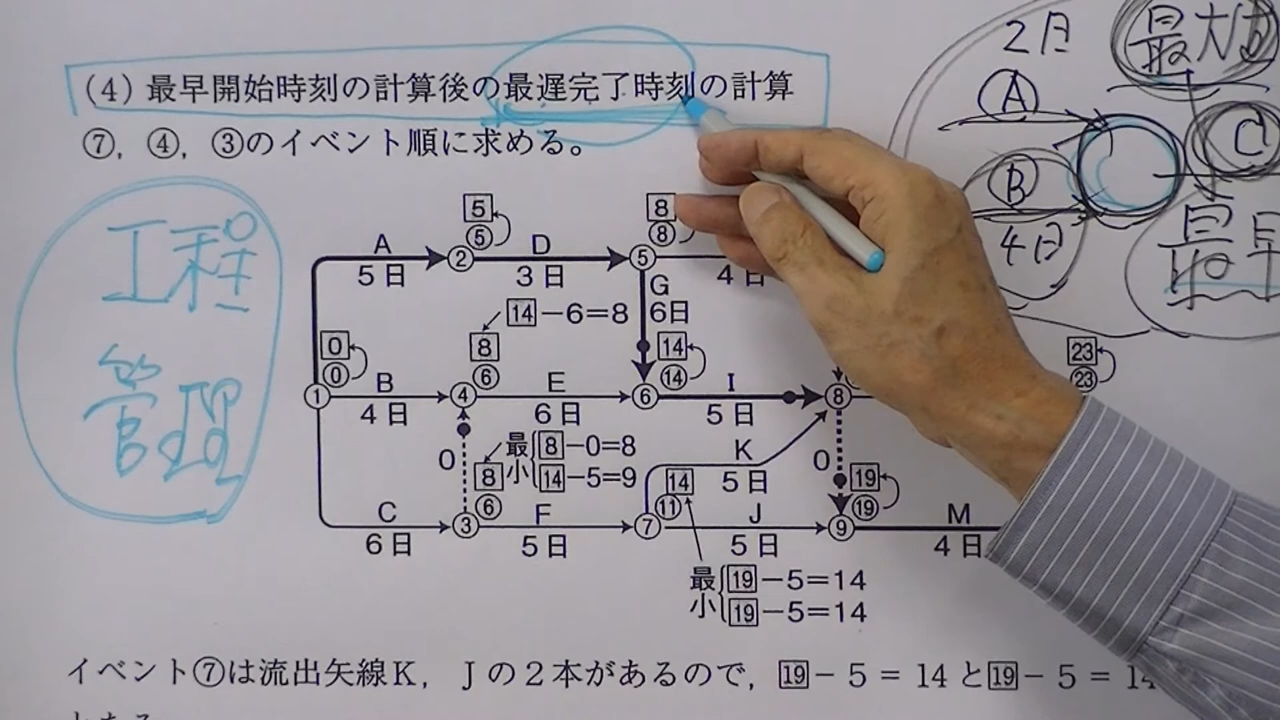 (4) 最早開始時刻の計算後の最遅完了時刻の計算
⑦, ④, ③のイベント順に求める。
工程
管理
2日
A
B
4日
C
最大値
最早
5
⑤
8
⑧
A
②
D
⑤
5日
3日
4日
G
6日
14−6=8
0
⓪
8
⑥
14
⑭
23
㉓
①
B
④
E
⑥
I
⑧
4日
6日
5日
0
最小
8−0=8
14−5=9
8
⑥
K
5日
14
⑪
0
19
⑲
C
③
F
⑦
J
⑨
M
6日
5日
5日
4日
最小
19−5=14
19−5=14
イベント⑦は流出矢線K, Jの2本があるので, 19−5=14と19−5=14